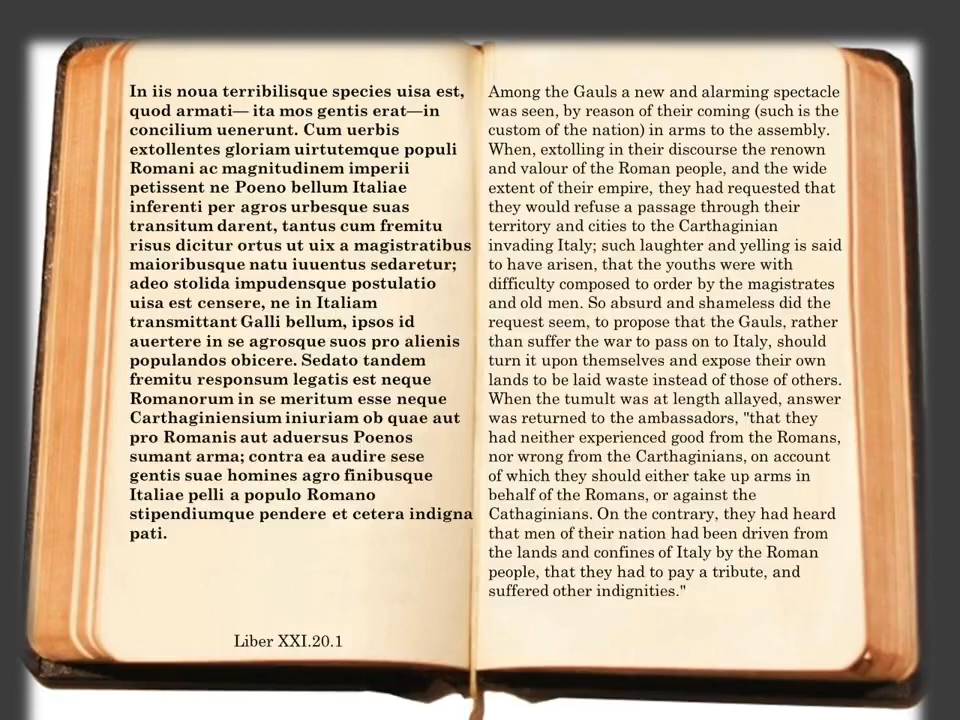 In iis noua terribilisque species uisa est,
quod armati— ita mos gentis erat—in
concilium uenerunt. Cum uerbis
extollentes gloriam uirtutemque populi
Romani ac magnitudinem imperii
petissent ne Poeno bellum Italiae
inferenti per agros urbesque suas
transitum darent, tantus cum fremitu
risus dicitur ortus ut uix a magistratibus
maioribusque natu iuuentus sedaretur;
adeo stolida impudensque postulatio
uisa est censere, ne in Italiam
transmittant Galli bellum, ipsos id
auertere in se agrosque suos pro alienis
populandos obicere. Sedato tandem
fremitu responsum legatis est neque
Romanorum in se meritum esse neque
Carthaginiensium iniuriam ob quae aut
pro Romanis aut aduersus Poenos
sumant arma; contra ea audire sese
gentis suae homines agro finibusque
Italiae pelli a populo Romano
stipendiumque pendere et cetera indigna
pati.
Liber XXI.20.1
Among the Gauls a new and alarming spectacle
was seen, by reason of their coming (such is the
custom of the nation) in arms to the assembly.
When, extolling in their discourse the renown
and valour of the Roman people, and the wide
extent of their empire, they had requested that
they would refuse a passage through their
territory and cities to the Carthaginian
invading Italy; such laughter and yelling is said
to have arisen, that the youths were with
difficulty composed to order by the magistrates
and old men. So absurd and shameless did the
request seem, to propose that the Gauls, rather
than suffer the war to pass on to Italy, should
turn it upon themselves and expose their own
lands to be laid waste instead of those of others.
When the tumult was at length allayed, answer
was returned to the ambassadors, "that they
had neither experienced good from the Romans,
nor wrong from the Carthaginians, on account
of which they should either take up arms in
behalf of the Romans, or against the
Cathaginians. On the contrary, they had heard
that men of their nation had been driven from
the lands and confines of Italy by the Roman
people, that they had to pay a tribute, and
suffered other indignities."